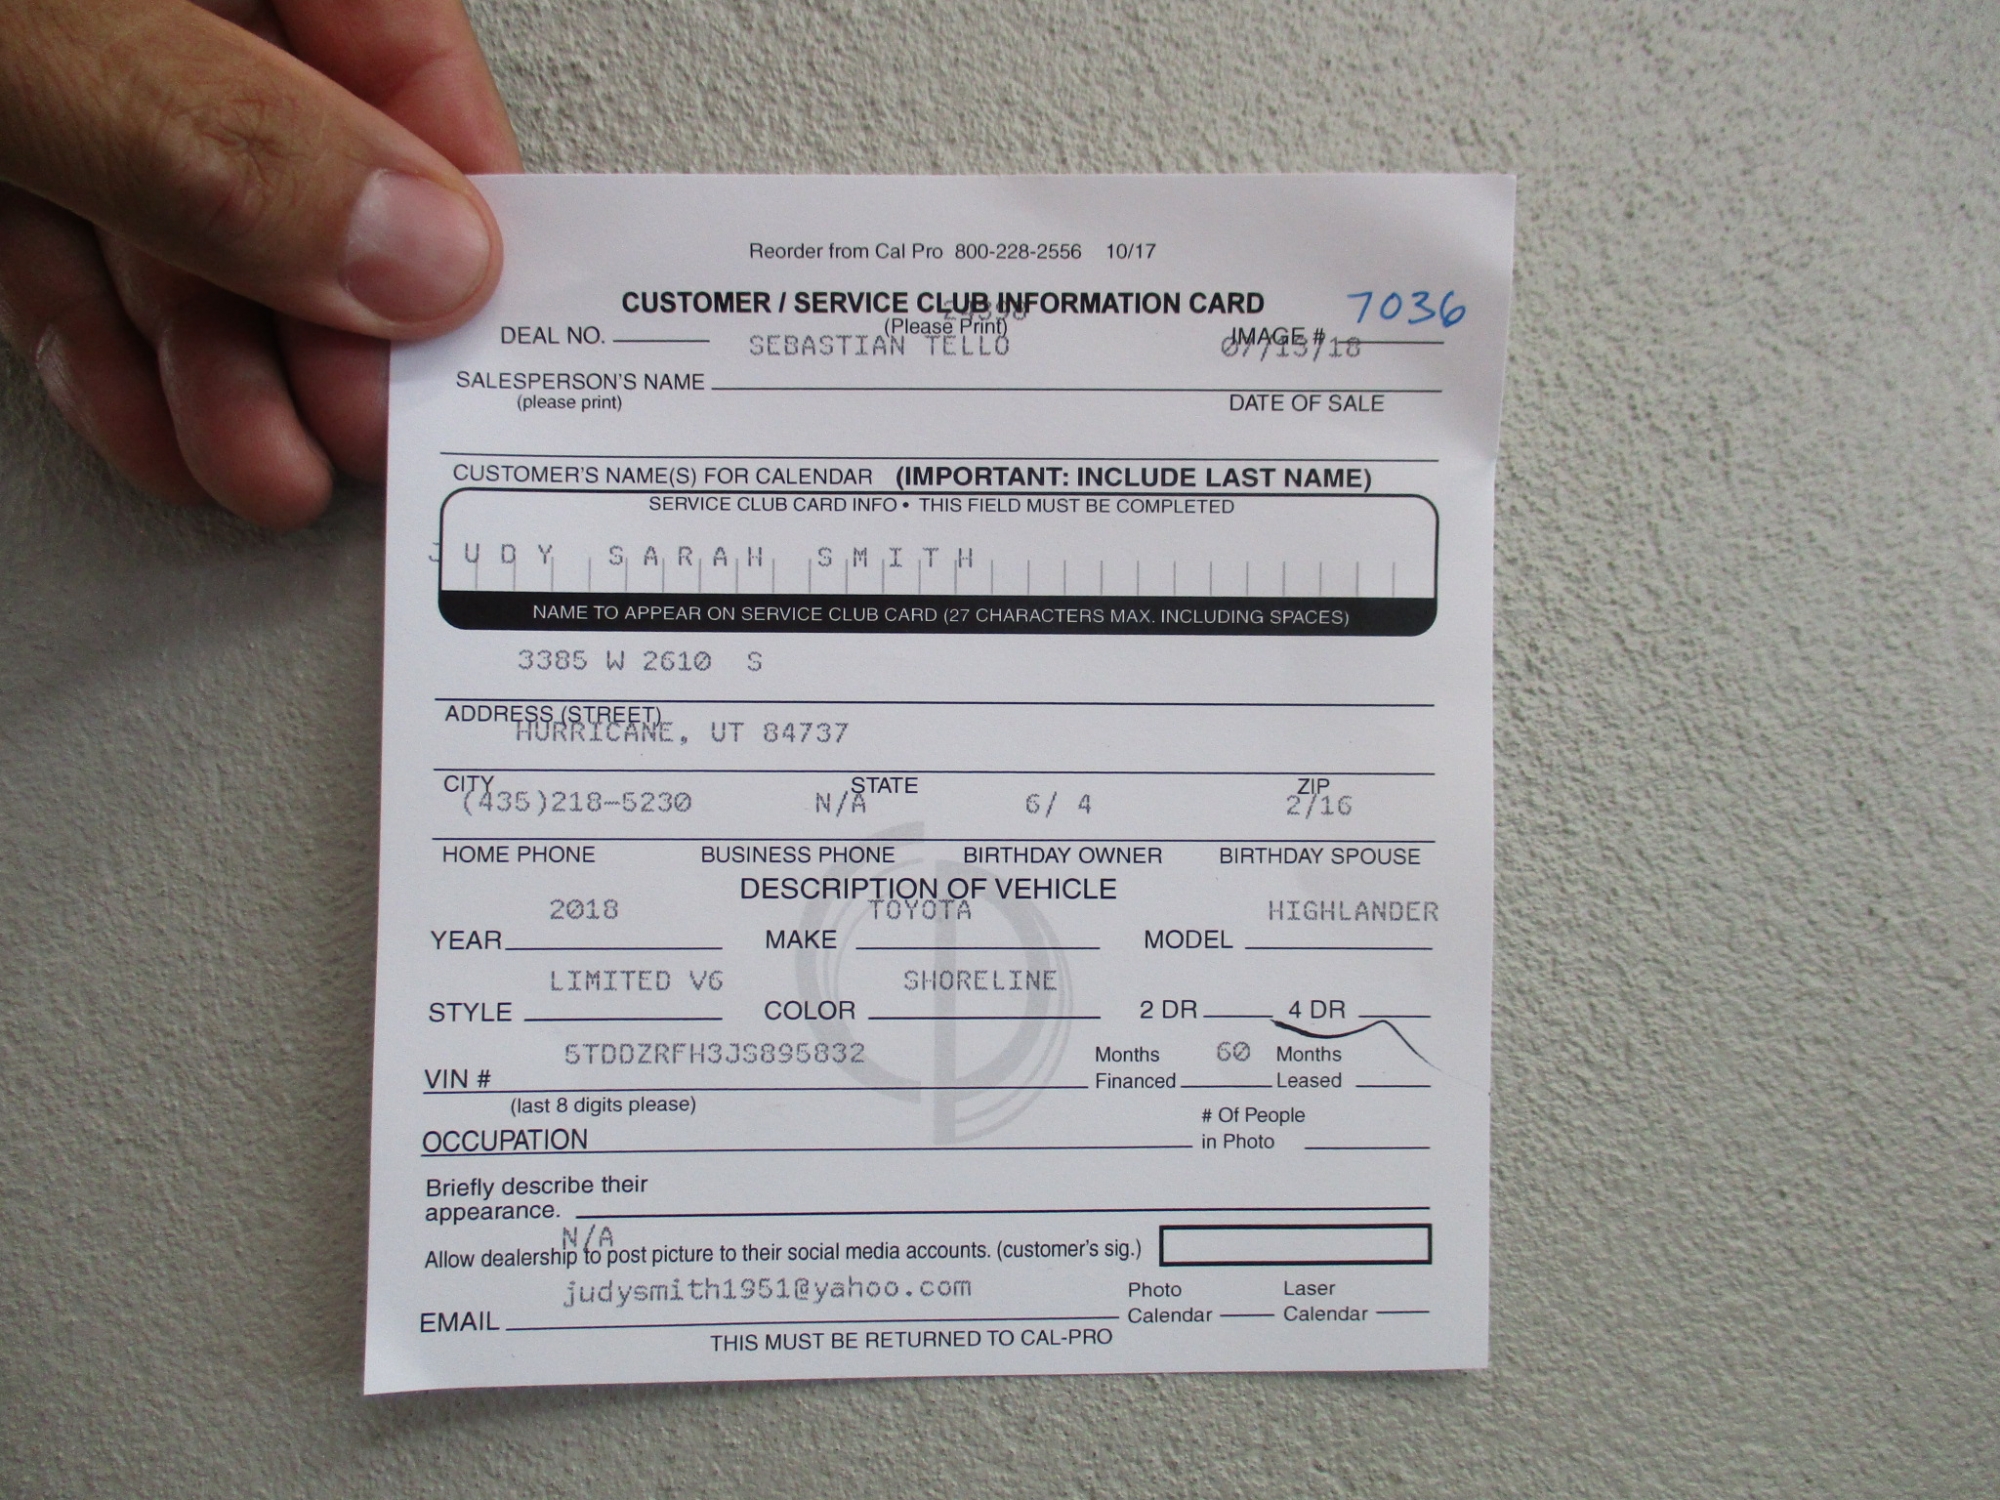 Reorder from Cal Pro 800-228-2556 10/17
CUSTOMER / SERVICE CLUB INFORMATION CARD
7036
(Please Print)
DEAL NO. SEBASTIAN TELLO IMAGE # 07/13/18
SALESPERSON'S NAME
(please print) DATE OF SALE
CUSTOMER'S NAME(S) FOR CALENDAR (IMPORTANT: INCLUDE LAST NAME)
SERVICE CLUB CARD INFO • THIS FIELD MUST BE COMPLETED
JUDY SARAH SMITH
NAME TO APPEAR ON SERVICE CLUB CARD (27 CHARACTERS MAX. INCLUDING SPACES)
3385 W 2610 S
ADDRESS (STREET)
HURRICANE, UT 84737
CITY STATE ZIP
(435)218-5230 N/A 6/ 4 2/16
HOME PHONE BUSINESS PHONE BIRTHDAY OWNER BIRTHDAY SPOUSE
DESCRIPTION OF VEHICLE
2018 TOYOTA HIGHLANDER
YEAR MAKE MODEL
LIMITED V6 SHORELINE
STYLE COLOR 2 DR 4 DR
5TDDZRFH3JS895832 Months 60 Months
VIN # Financed Leased
(last 8 digits please)
# Of People
OCCUPATION in Photo
Briefly describe their
appearance.
N/A
Allow dealership to post picture to their social media accounts. (customer's sig.)
judysmith1951@yahoo.com Photo Laser
EMAIL Calendar Calendar
THIS MUST BE RETURNED TO CAL-PRO